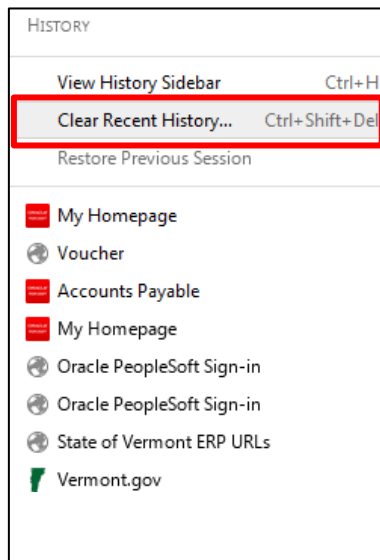 HISTORY
View History Sidebar Ctrl+H
Clear Recent History... Ctrl+Shift+Del
Restore Previous Session
My Homepage
Voucher
Accounts Payable
My Homepage
Oracle PeopleSoft Sign-in
Oracle PeopleSoft Sign-in
State of Vermont ERP URLs
Vermont.gov